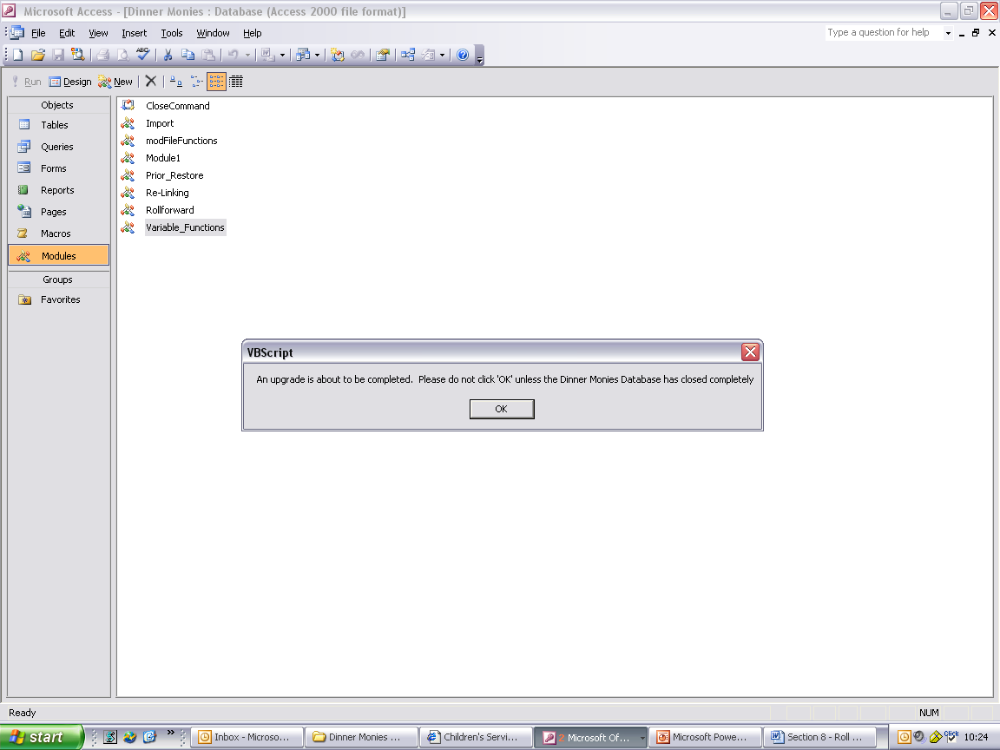 Microsoft Access - [Dinner Monies : Database (Access 2000 file format)]
File Edit View Insert Tools Window Help
Type a question for help
Run Design New
Objects
Tables
Queries
Forms
Reports
Pages
Macros
Modules
Groups
Favorites
CloseCommand
Import
modFileFunctions
Module1
Prior_Restore
Re-Linking
Rollforward
Variable_Functions
VBScript
An upgrade is about to be completed.  Please do not click 'OK' unless the Dinner Monies Database has closed completely
OK
Ready
NUM
start
Inbox - Microso...
Dinner Monies ...
Children's Servi...
2 Microsoft Of...
Microsoft Powe...
Section 8 - Roll ...
Click
10:24